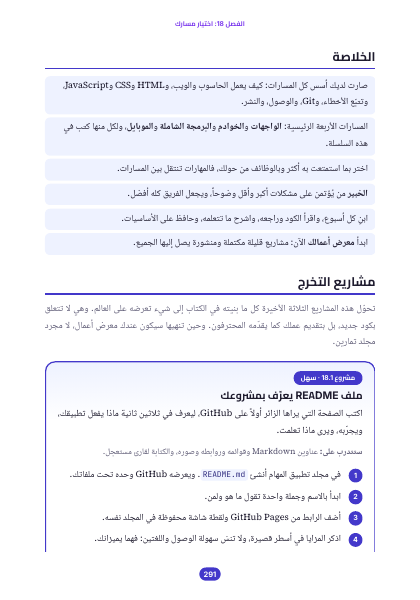 الفصل 18: اختيار مسارك
الخلاصة
صارت لديك أسس كل المسارات: كيف يعمل الحاسوب والويب، وHTML وCSS وJavaScript،
وتتبّع الأخطاء، وGit، والوصول، والنشر.
المسارات الأربعة الرئيسية: الواجهات والخوادم والبرمجة الشاملة والموبايل، ولكل منها كتب في
هذه السلسلة.
اختر بما استمتعت به أكثر وبالوظائف من حولك، فالمهارات تنتقل بين المسارات.
الخبير من يُؤتمن على مشكلات أكبر وأقل وضوحاً، ويجعل الفريق كله أفضل.
ابنِ كل أسبوع، واقرأ الكود وراجعه، واشرح ما تتعلمه، وحافظ على الأساسيات.
ابدأ معرض أعمالك الآن: مشاريع قليلة مكتملة ومنشورة يصل إليها الجميع.
مشاريع التخرج
تحوّل هذه المشاريع الثلاثة الأخيرة كل ما بنيته في الكتاب إلى شيء تعرضه على العالم. وهي لا تتعلق
بكود جديد، بل بتقديم عملك كما يقدّمه المحترفون. وحين تنهيها سيكون عندك معرض أعمال، لا مجرد
مجلد تمارين.
مشروع 18.1 · سهل
ملف README يعرّف بمشروعك
اكتب الصفحة التي يراها الزائر أولاً على GitHub، ليعرف في ثلاثين ثانية ماذا يفعل تطبيقك،
ويجرّبه، ويرى ماذا تعلمت.
ستتدرب على: عناوين Markdown وقوائمه وروابطه وصوره، والكتابة لقارئ مستعجل.
1 في مجلد تطبيق المهام أنشئ README.md. ويعرضه GitHub وحده تحت ملفاتك.
2 ابدأ بالاسم وجملة واحدة تقول ما هو ولمن.
3 أضف الرابط من GitHub Pages ولقطة شاشة محفوظة في المجلد نفسه.
4 اذكر المزايا في أسطر قصيرة، ولا تنسَ سهولة الوصول واللغتين: فهما يميزانك.
291